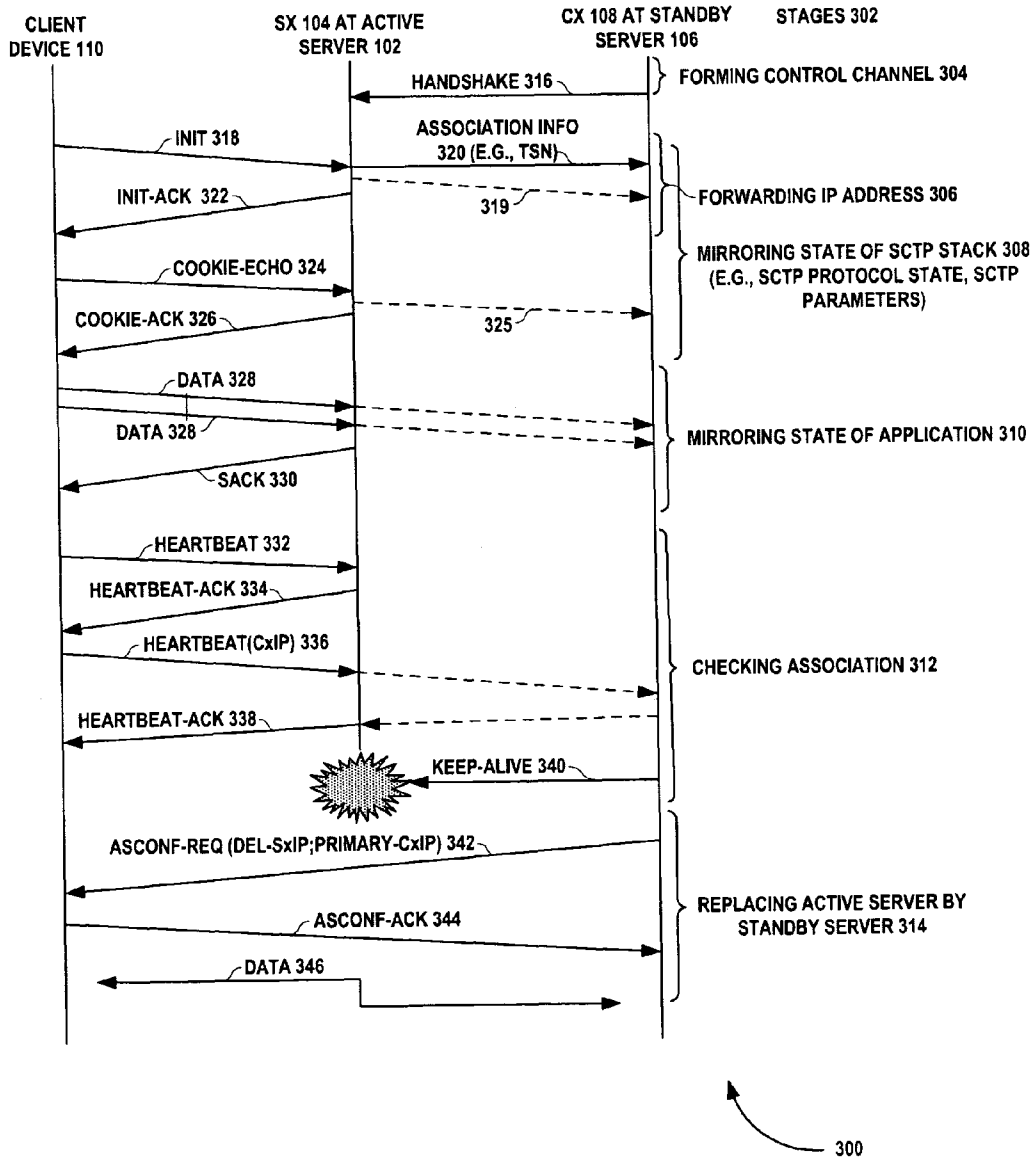 CLIENT
DEVICE 110
SX 104 AT ACTIVE
SERVER 102
CX 108 AT STANDBY
SERVER 106
STAGES 302
HANDSHAKE 316
FORMING CONTROL CHANNEL 304
INIT 318
ASSOCIATION INFO
320 (E.G., TSN)
319
INIT-ACK 322
FORWARDING IP ADDRESS 306
MIRRORING STATE OF SCTP STACK 308
(E.G., SCTP PROTOCOL STATE, SCTP
PARAMETERS)
COOKIE-ECHO 324
325
COOKIE-ACK 326
DATA 328
DATA 328
MIRRORING STATE OF APPLICATION 310
SACK 330
HEARTBEAT 332
HEARTBEAT-ACK 334
HEARTBEAT(CxIP) 336
CHECKING ASSOCIATION 312
HEARTBEAT-ACK 338
KEEP-ALIVE 340
ASCONF-REQ (DEL-SxIP;PRIMARY-CxIP) 342
REPLACING ACTIVE SERVER BY
STANDBY SERVER 314
ASCONF-ACK 344
DATA 346
300